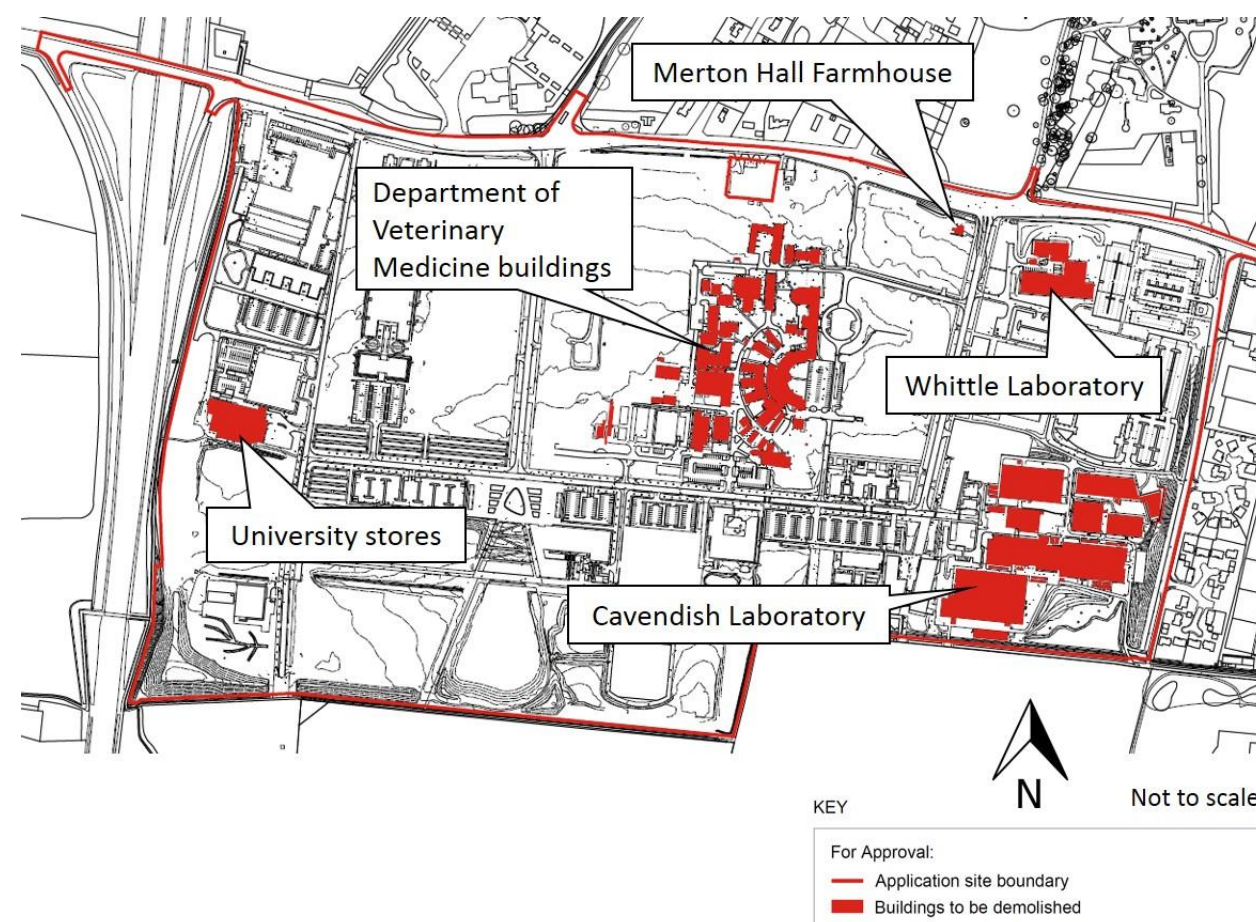 Merton Hall Farmhouse
Department of
Veterinary
Medicine buildings
Whittle Laboratory
University stores
Cavendish Laboratory
N
Not to scale
KEY
For Approval:
Application site boundary
Buildings to be demolished